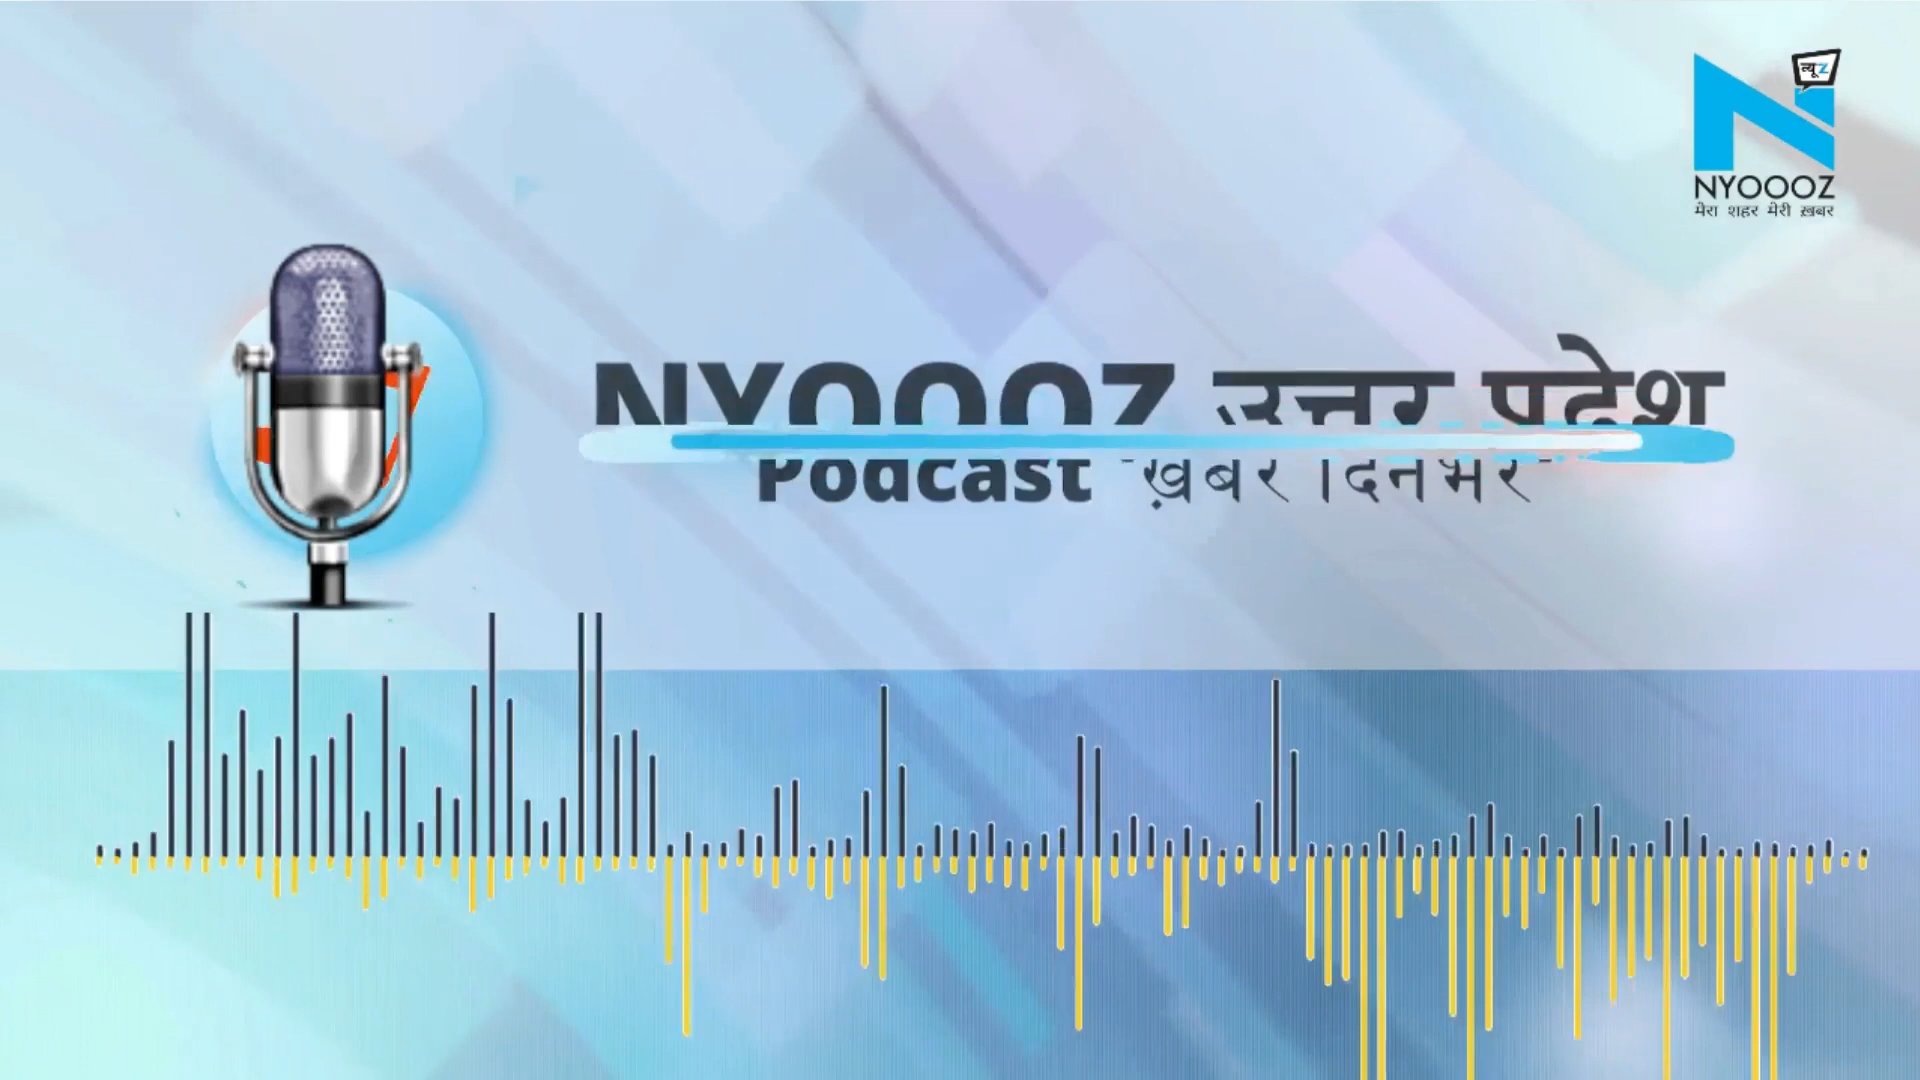 न्यूZ
NYOOOZ
मेरा शहर मेरी ख़बर
NYOOOZ उत्तर प्रदेश
Podcast ख़बर दिनभर